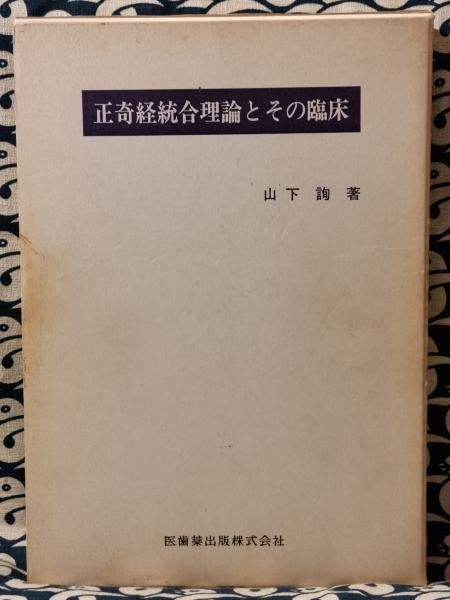 正奇経統合理論とその臨床
山下詢著
医歯薬出版株式会社